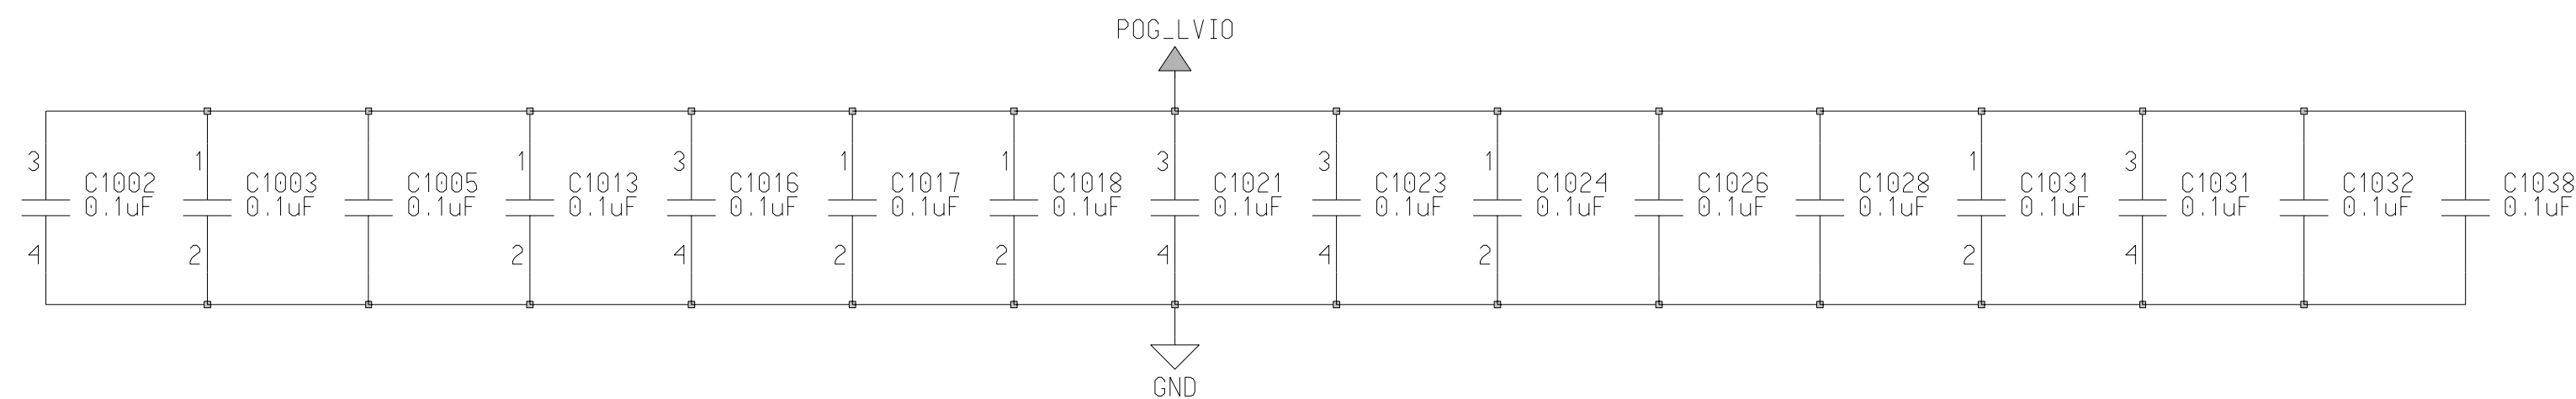 POG_LVIO
3
C1002
0.1uF
4
1
C1003
0.1uF
2
C1005
0.1uF
1
C1013
0.1uF
2
3
C1016
0.1uF
4
1
C1017
0.1uF
2
1
C1018
0.1uF
2
3
C1021
0.1uF
4
3
C1023
0.1uF
4
1
C1024
0.1uF
2
C1026
0.1uF
C1028
0.1uF
1
C1031
0.1uF
2
3
C1031
0.1uF
4
C1032
0.1uF
C1038
0.1uF
GND